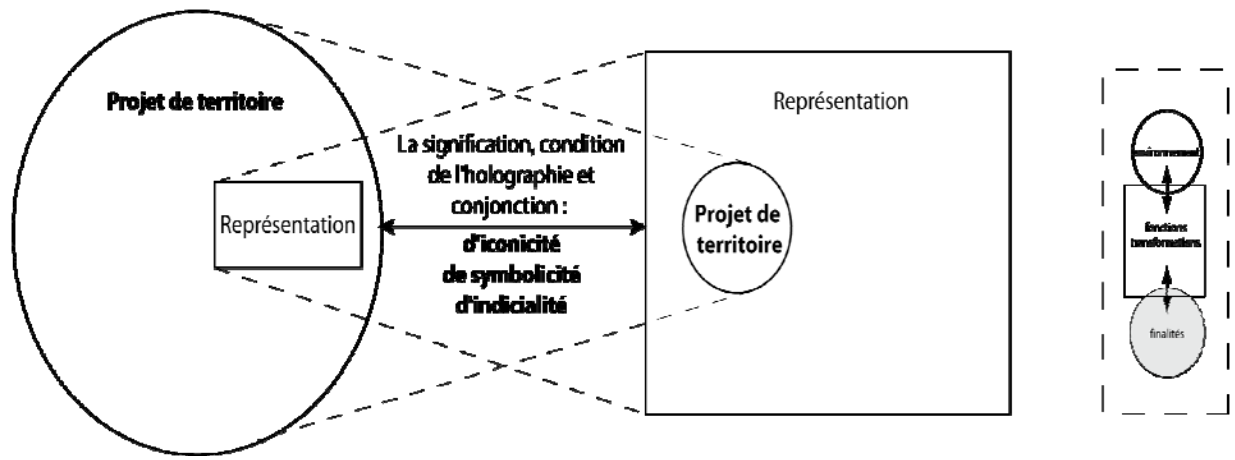 Projet de territoire
Représentation
La signification, condition
de l'holographie et
conjonction :
d'iconicité
de symbolicité
d'indicialité
Représentation
Projet de
territoire
environnement
fonctions
transformations
finalités